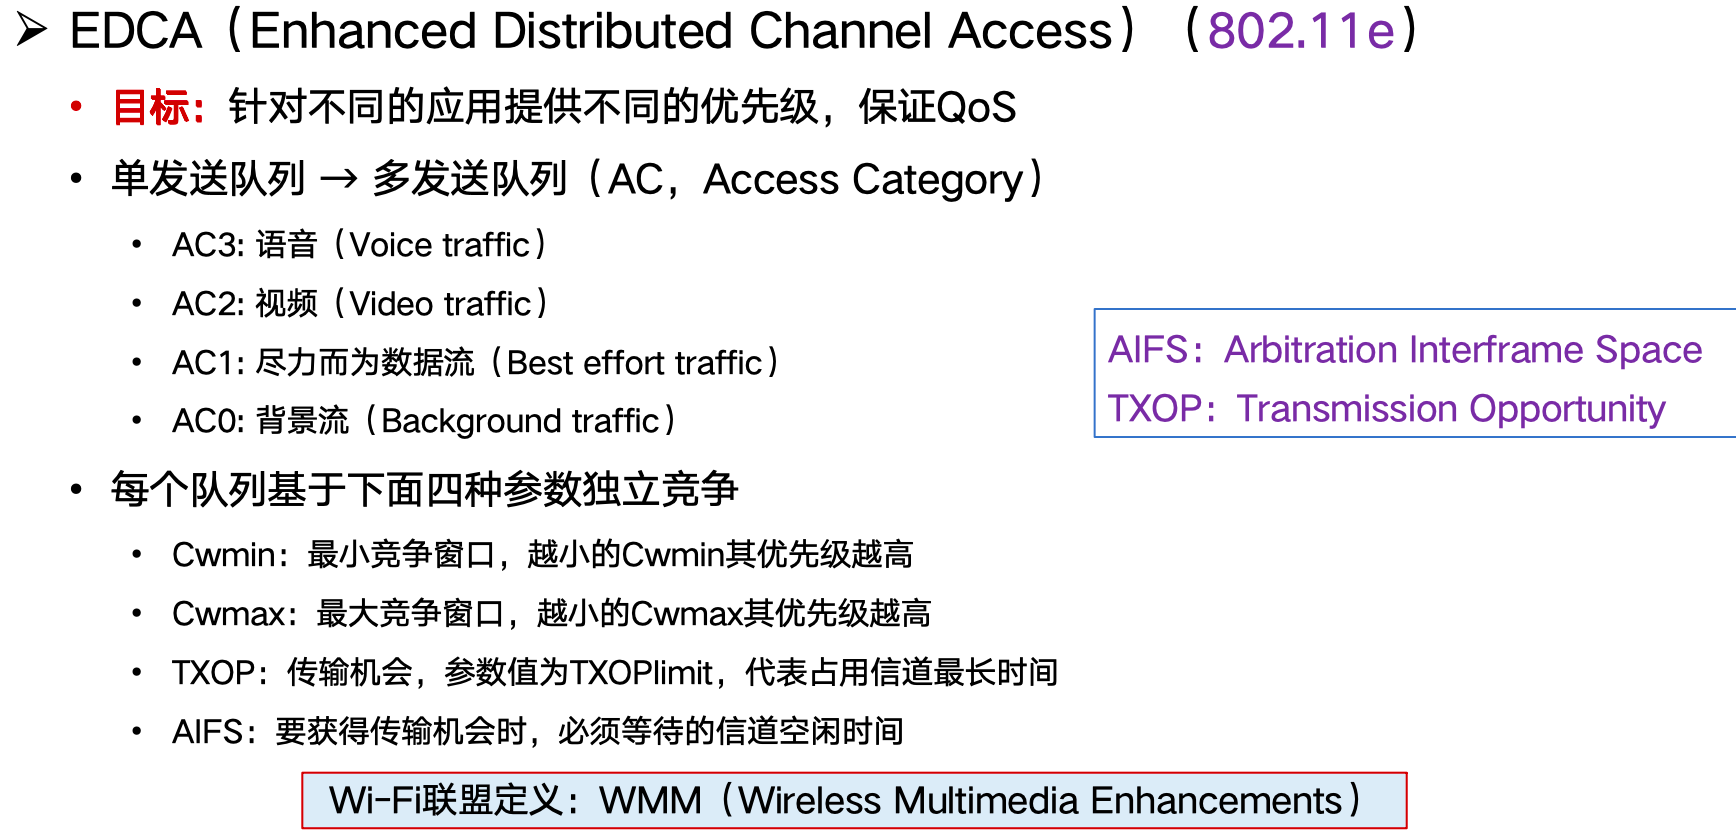 ➢ EDCA（Enhanced Distributed Channel Access）（802.11e）
• 目标：针对不同的应用提供不同的优先级，保证QoS
• 单发送队列 → 多发送队列（AC，Access Category）
• AC3: 语音（Voice traffic）
• AC2: 视频（Video traffic）
• AC1: 尽力而为数据流（Best effort traffic）
• AC0: 背景流（Background traffic）
AIFS：Arbitration Interframe Space
TXOP：Transmission Opportunity
• 每个队列基于下面四种参数独立竞争
• Cwmin：最小竞争窗口，越小的Cwmin其优先级越高
• Cwmax：最大竞争窗口，越小的Cwmax其优先级越高
• TXOP：传输机会，参数值为TXOPlimit，代表占用信道最长时间
• AIFS：要获得传输机会时，必须等待的信道空闲时间
Wi-Fi联盟定义：WMM（Wireless Multimedia Enhancements）